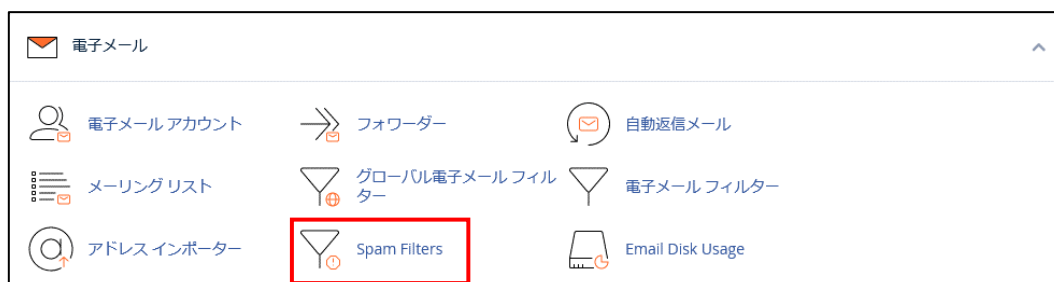 電子メール
電子メール アカウント
フォワーダー
自動返信メール
メーリング リスト
グローバル電子メール フィル
ター
電子メール フィルター
アドレス インポーター
Spam Filters
Email Disk Usage